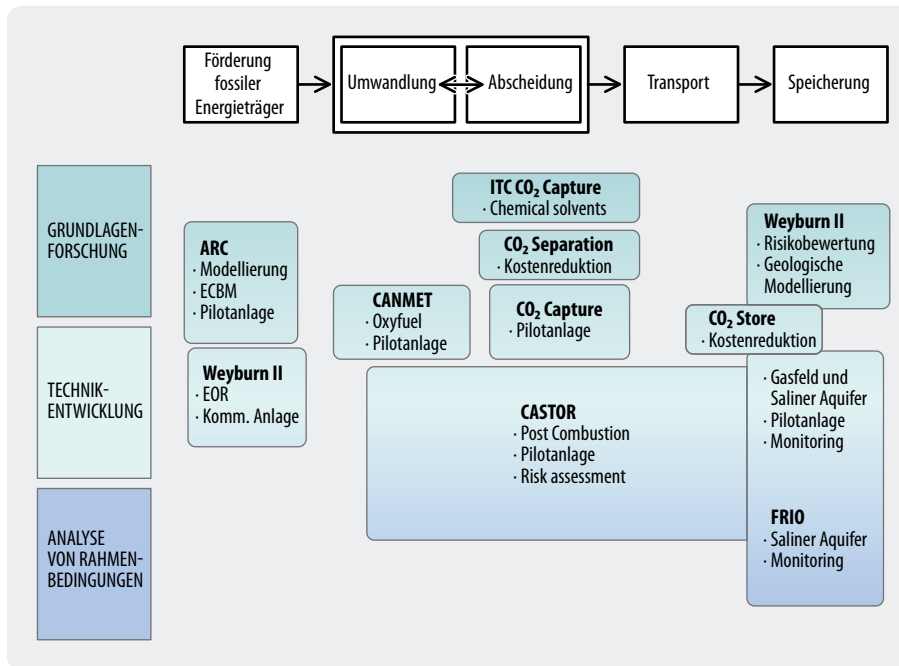 Förderung
fossiler
Energieträger
Umwandlung
Abscheidung
Transport
Speicherung
GRUNDLAGEN-
FORSCHUNG
TECHNIK-
ENTWICKLUNG
ANALYSE
VON RAHMEN-
BEDINGUNGEN
ARC
· Modellierung
· ECBM
· Pilotanlage
Weyburn II
· EOR
· Komm. Anlage
CANMET
· Oxyfuel
· Pilotanlage
ITC CO₂ Capture
· Chemical solvents
CO₂ Separation
· Kostenreduktion
CO₂ Capture
· Pilotanlage
CASTOR
· Post Combustion
· Pilotanlage
· Risk assessment
Weyburn II
· Risikobewertung
· Geologische
Modellierung
CO₂ Store
· Kostenreduktion
· Gasfeld und
Saliner Aquifer
· Pilotanlage
· Monitoring
FRIO
· Saliner Aquifer
· Monitoring